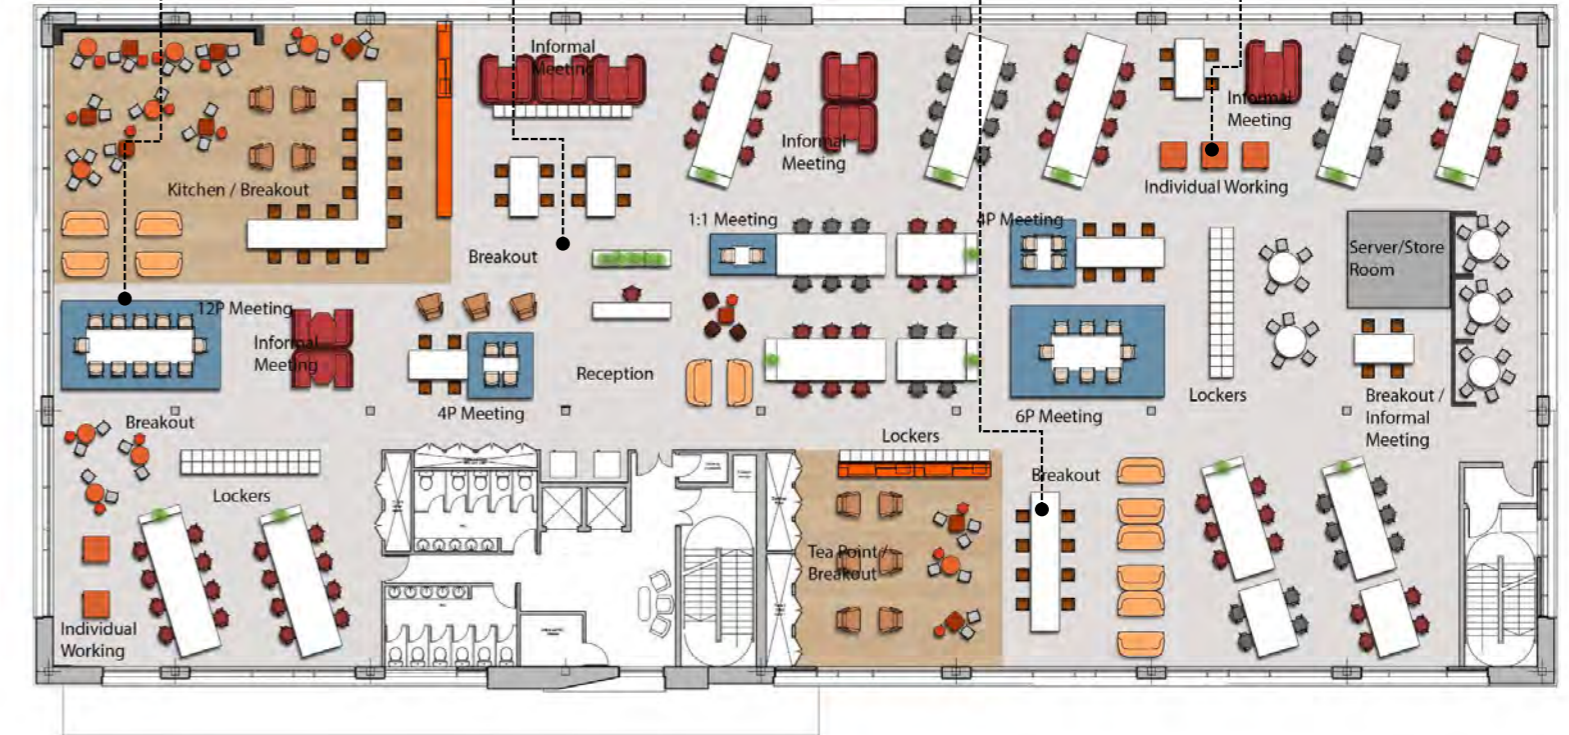 Informal
Meeting
Informal
Meeting
Informal
Meeting
Individual Working
Kitchen / Breakout
1:1 Meeting
4P Meeting
Breakout
Server/Store
Room
12P Meeting
Informal
Meeting
Reception
4P Meeting
6P Meeting
Lockers
Breakout /
Informal
Meeting
Breakout
Lockers
Lockers
Breakout
Tea Point /
Breakout
Individual
Working